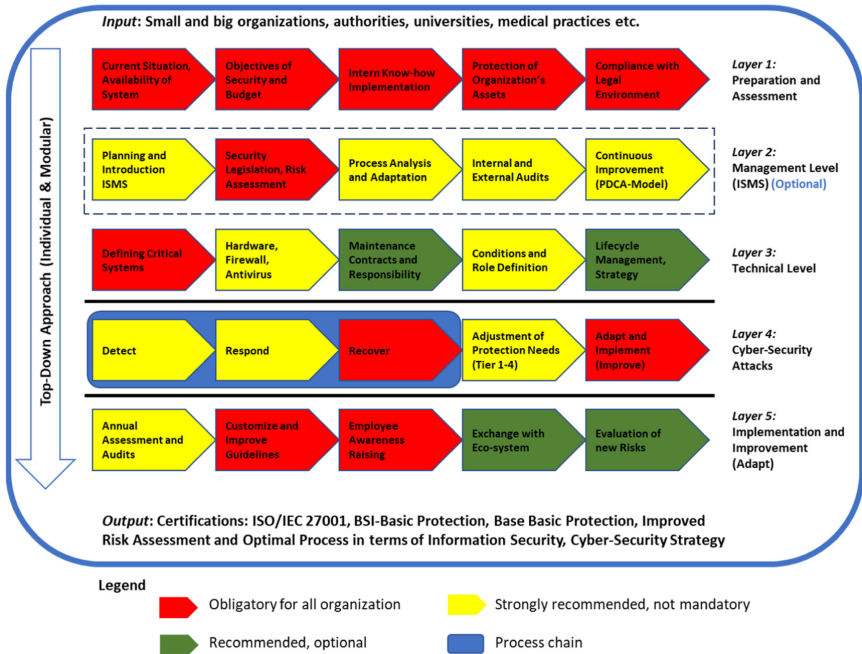 Input: Small and big organizations, authorities, universities, medical practices etc.
Top-Down Approach (Individual & Modular)
Current Situation,
Availability of
System
Objectives of
Security and
Budget
Intern Know-how
Implementation
Protection of
Organization's
Assets
Compliance with
Legal
Environment
Layer 1:
Preparation and
Assessment
Planning and
Introduction
ISMS
Security
Legislation, Risk
Assessment
Process Analysis
and Adaptation
Internal and
External Audits
Continuous
Improvement
(PDCA-Model)
Layer 2:
Management Level
(ISMS) (Optional)
Defining Critical
Systems
Hardware,
Firewall,
Antivirus
Maintenance
Contracts and
Responsibility
Conditions and
Role Definition
Lifecycle
Management,
Strategy
Layer 3:
Technical Level
Detect
Respond
Recover
Adjustment of
Protection Needs
(Tier 1-4)
Adapt and
Implement
(Improve)
Layer 4:
Cyber-Security
Attacks
Annual
Assessment and
Audits
Customize and
Improve
Guidelines
Employee
Awareness
Raising
Exchange with
Eco-system
Evaluation of
new Risks
Layer 5:
Implementation and
Improvement
(Adapt)
Output: Certifications: ISO/IEC 27001, BSI-Basic Protection, Base Basic Protection, Improved
Risk Assessment and Optimal Process in terms of Information Security, Cyber-Security Strategy
Legend
Obligatory for all organization
Strongly recommended, not mandatory
Recommended, optional
Process chain